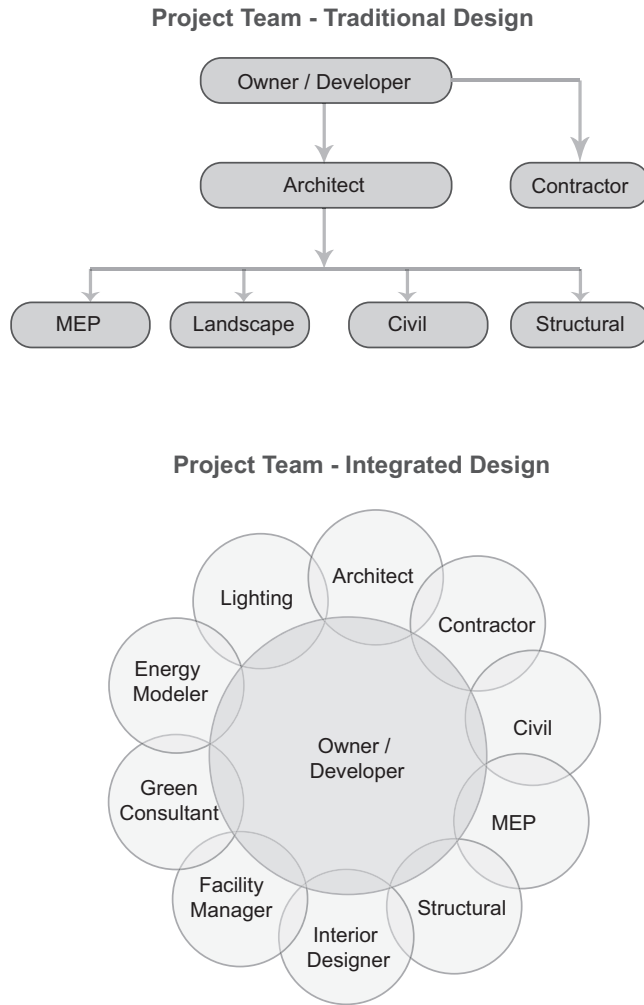 Project Team - Traditional Design
Owner / Developer
Architect
Contractor
MEP
Landscape
Civil
Structural
Project Team - Integrated Design
Architect
Lighting
Contractor
Energy
Modeler
Civil
Owner /
Developer
Green
Consultant
MEP
Facility
Manager
Structural
Interior
Designer